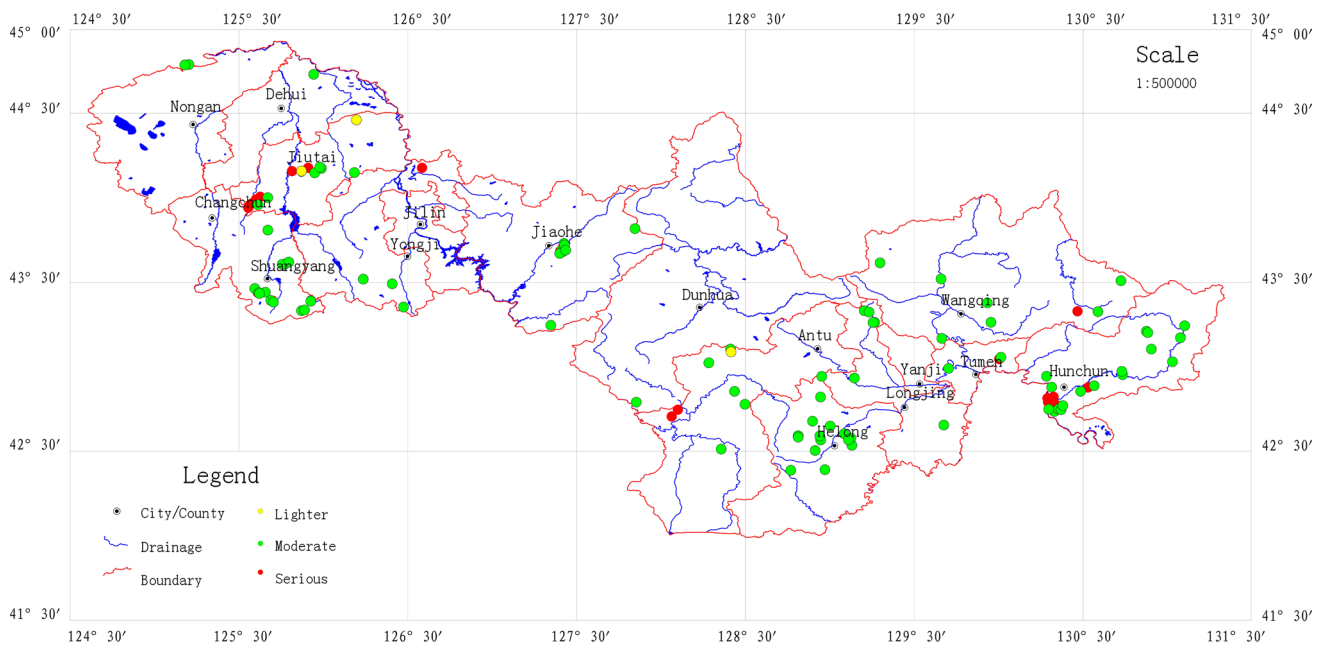 124° 30′ 125° 30′ 126° 30′ 127° 30′ 128° 30′ 129° 30′ 130° 30′ 131° 30′
45° 00′ 45° 00′
Scale
1:500000
44° 30′ 44° 30′
Dehui
Nongan
Jiutai
Changchun
Jilin
Jiaohe
Yongji
Shuangyang
43° 30′ 43° 30′
Dunhua
Wangqing
Antu
Tumen
Yanji
Hunchun
Longjing
Helong
42° 30′ 42° 30′
Legend
City/County Lighter
Drainage Moderate
Boundary Serious
41° 30′ 41° 30′
124° 30′ 125° 30′ 126° 30′ 127° 30′ 128° 30′ 129° 30′ 130° 30′ 131° 30′